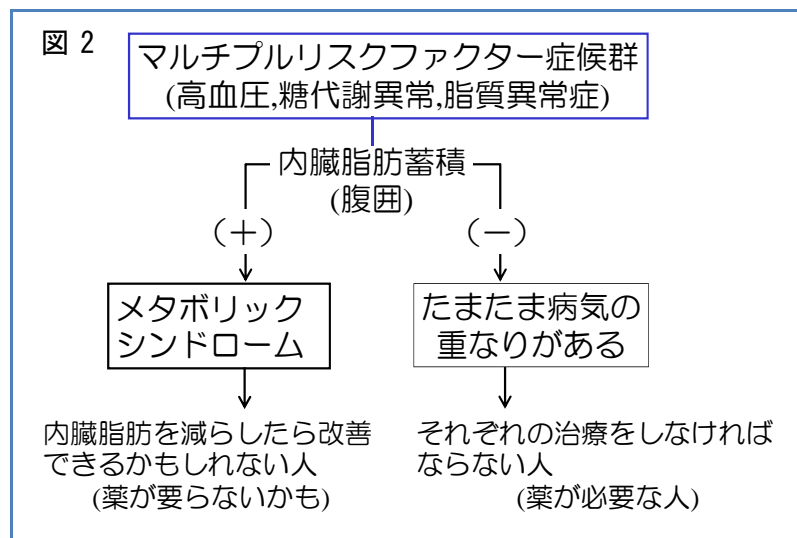 図 2
マルチプルリスクファクター症候群
(高血圧,糖代謝異常,脂質異常症)
内臓脂肪蓄積
(腹囲)
(+)
(−)
メタボリック
シンドローム
たまたま病気の
重なりがある
内臓脂肪を減らしたら改善
できるかもしれない人
(薬が要らないかも)
それぞれの治療をしなければ
ならない人
(薬が必要な人)